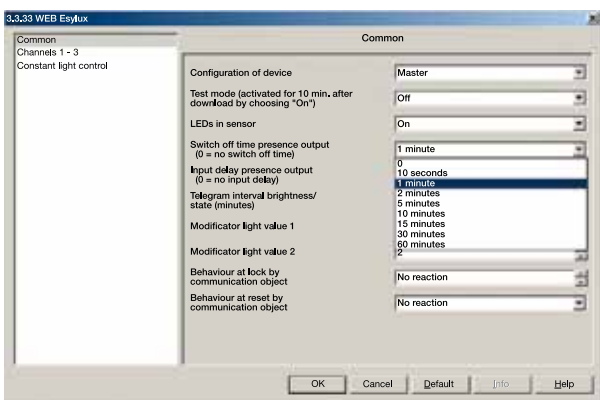 3.3.33 WEB Esylux
Common
Channels 1 - 3
Constant light control
Common
Configuration of device
Master
Test mode (activated for 10 min. after
download by choosing "On")
Off
LEDs in sensor
On
Switch off time presence output
(0 = no switch off time)
1 minute
0
10 seconds
1 minute
2 minutes
5 minutes
10 minutes
15 minutes
30 minutes
60 minutes
Input delay presence output
(0 = no input delay)
Telegram interval brightness/
state (minutes)
Modificator light value 1
Modificator light value 2
2
Behaviour at lock by
communication object
No reaction
Behaviour at reset by
communication object
No reaction
OK
Cancel
Default
Info
Help